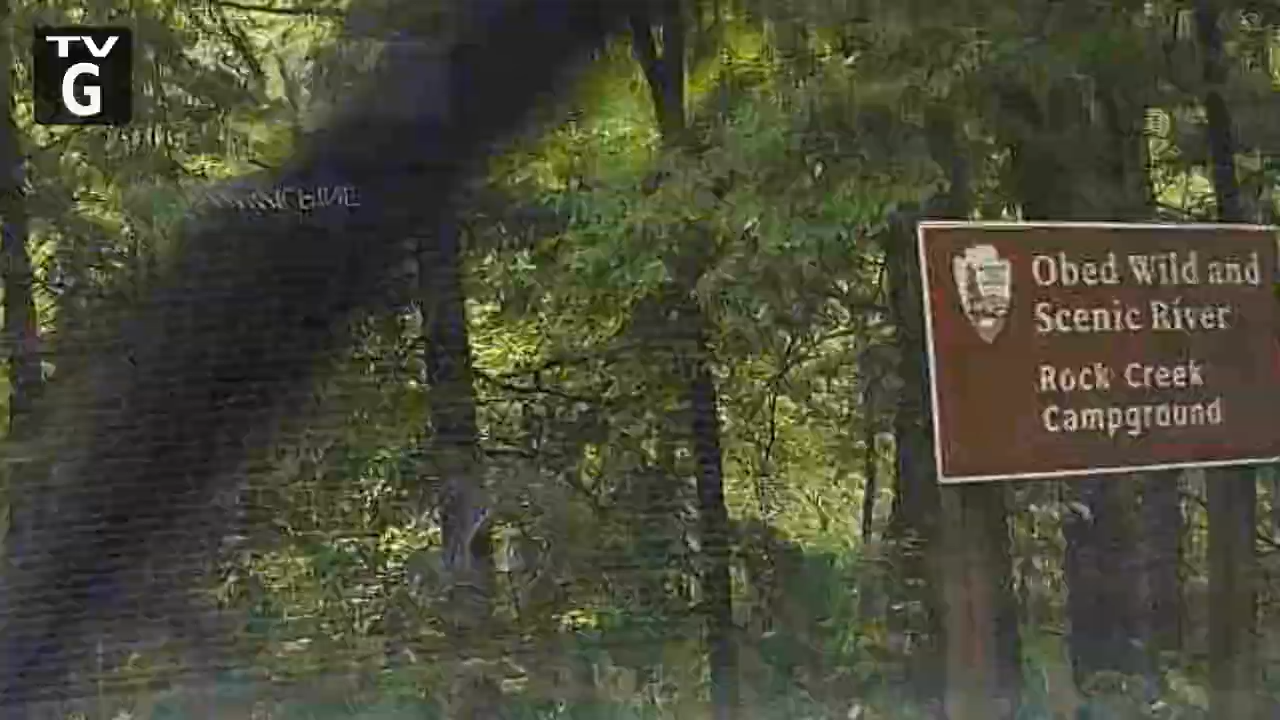 TV
G
Obed Wild and
Scenic River
Rock Creek
Campground